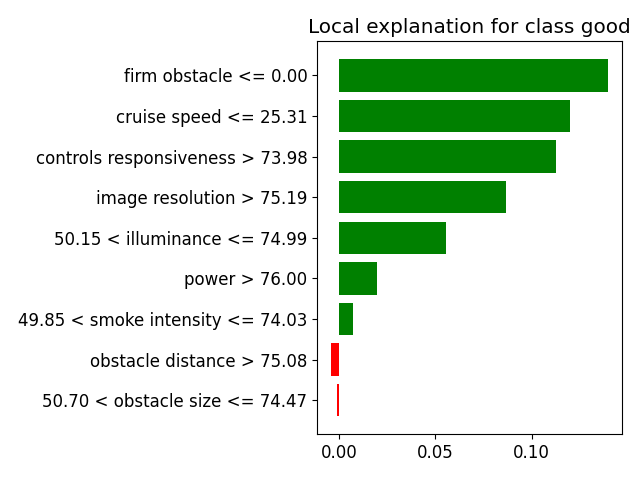 Local explanation for class good
firm obstacle <= 0.00
cruise speed <= 25.31
controls responsiveness > 73.98
image resolution > 75.19
50.15 < illuminance <= 74.99
power > 76.00
49.85 < smoke intensity <= 74.03
obstacle distance > 75.08
50.70 < obstacle size <= 74.47
0.00 0.05 0.10